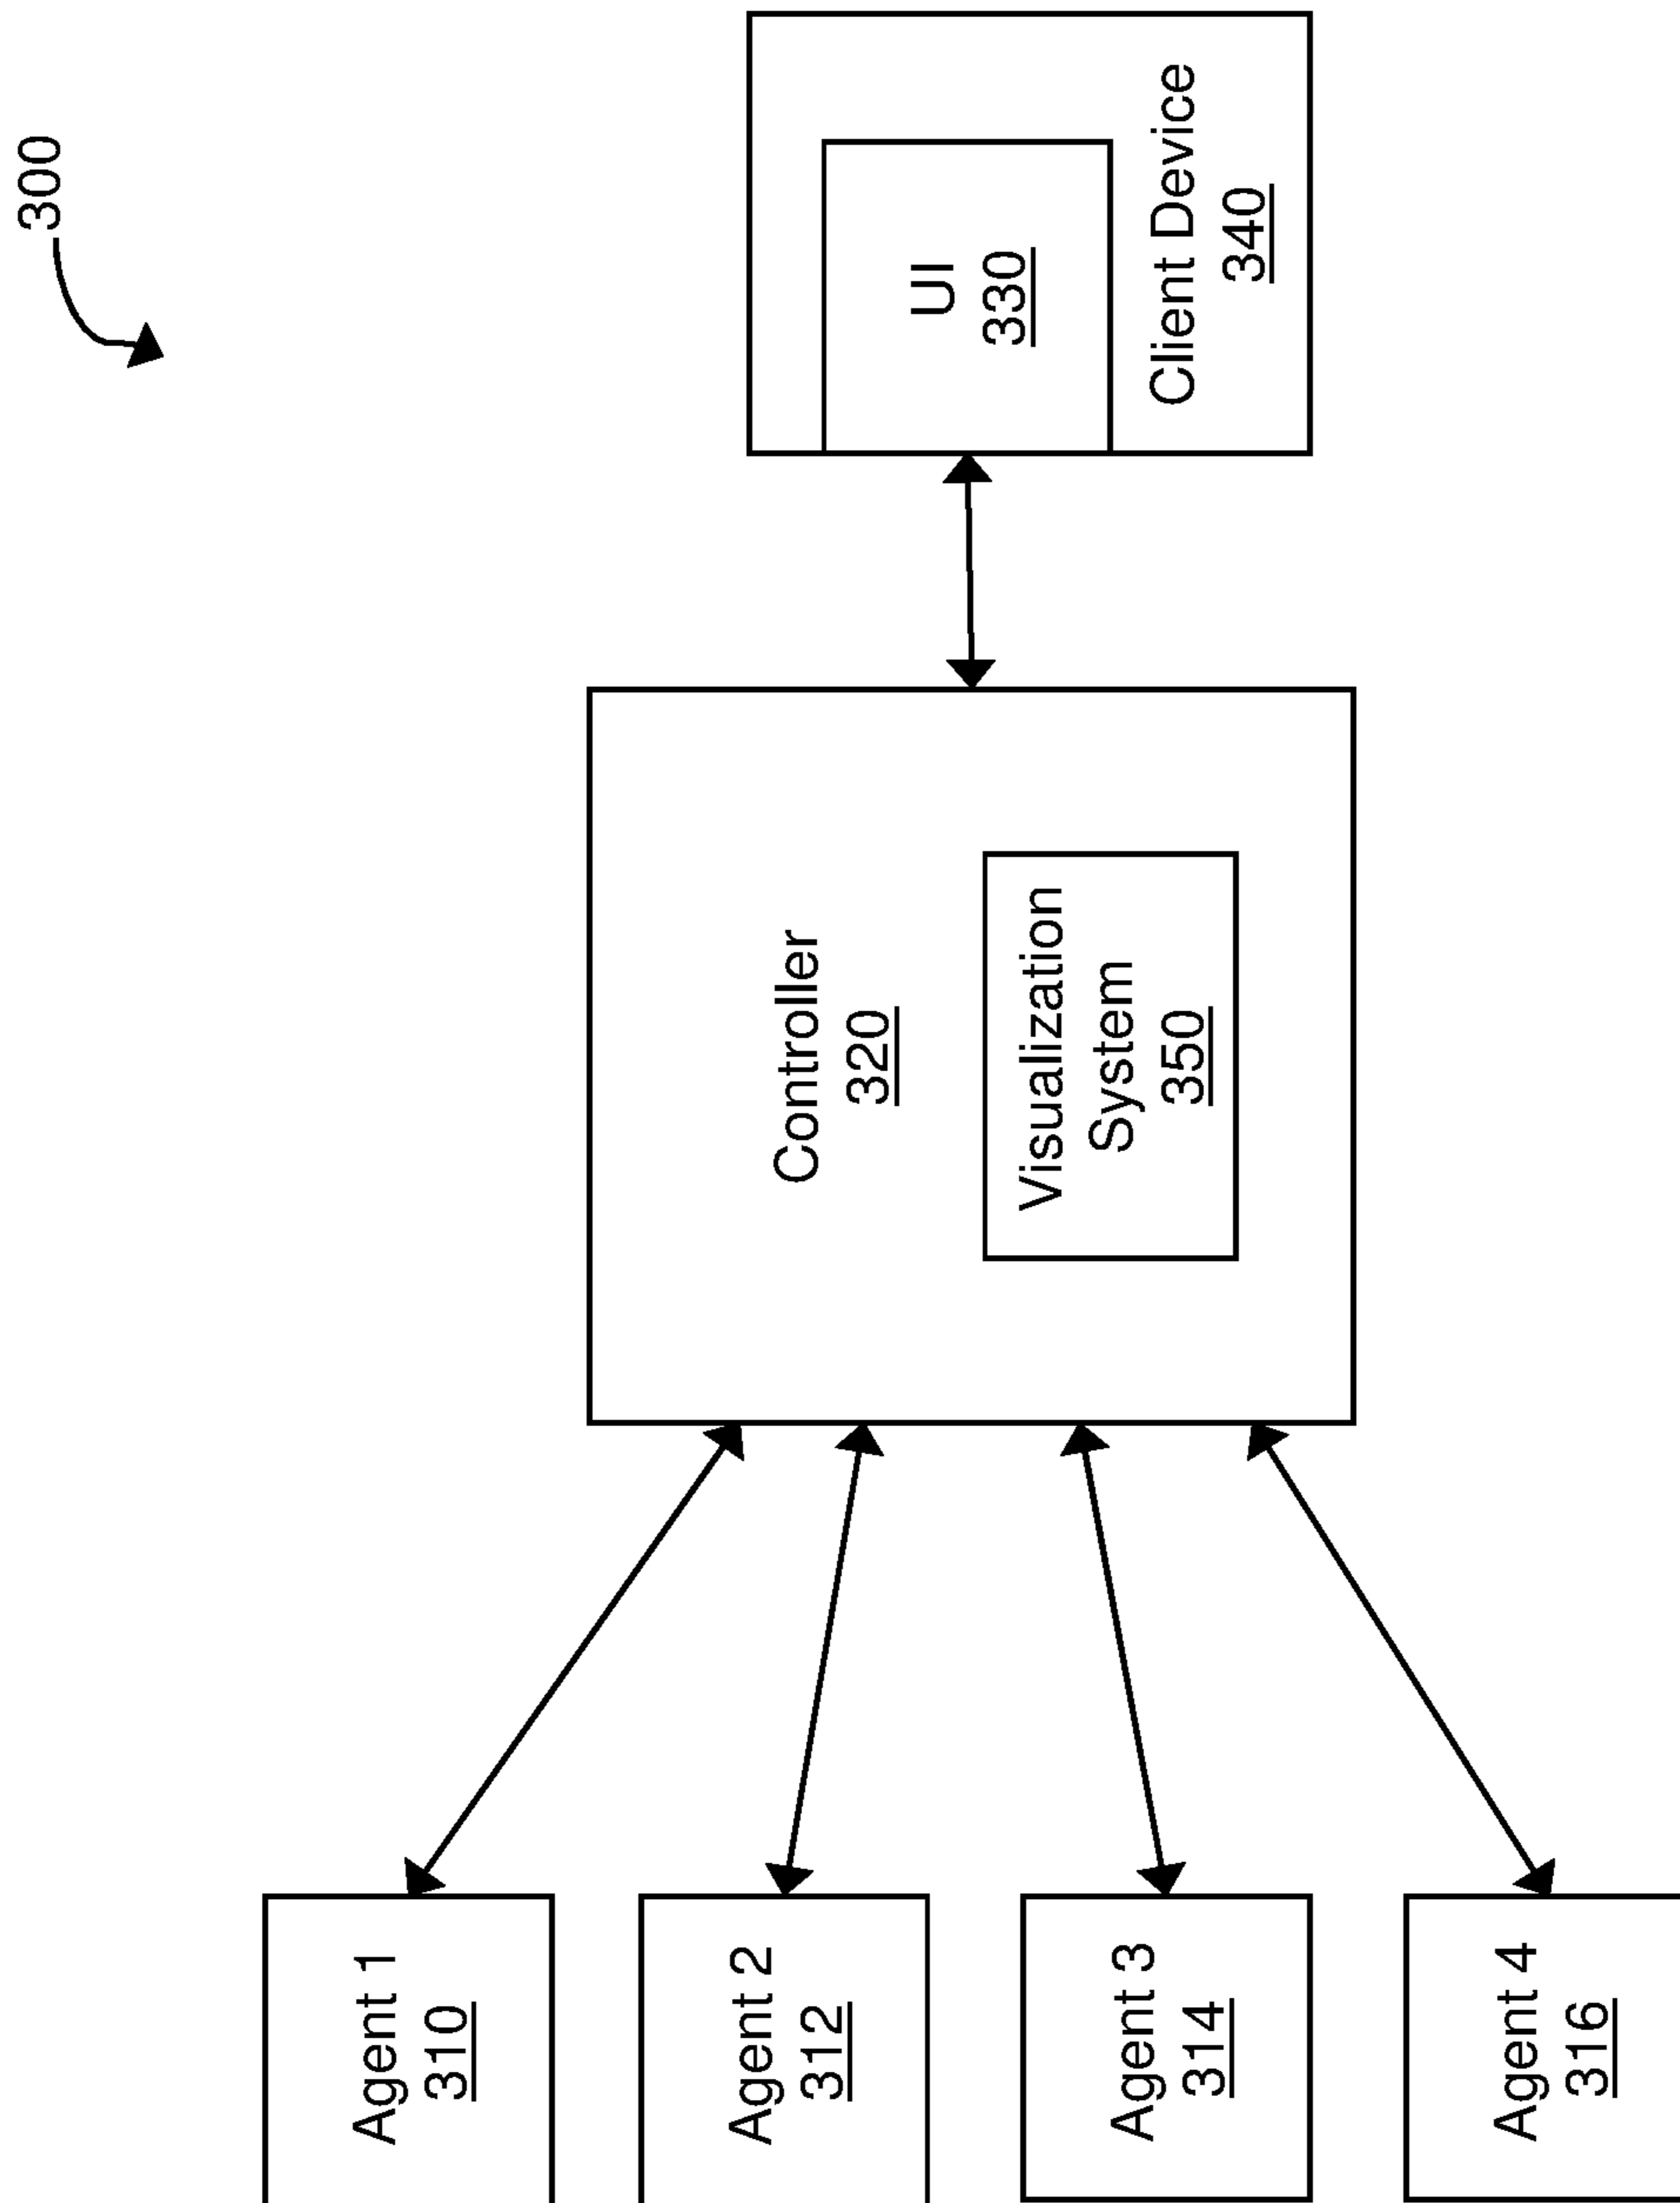 300
Agent 1
310
Agent 2
312
Agent 3
314
Agent 4
316
Controller
320
Visualization
System
350
UI
330
Client Device
340